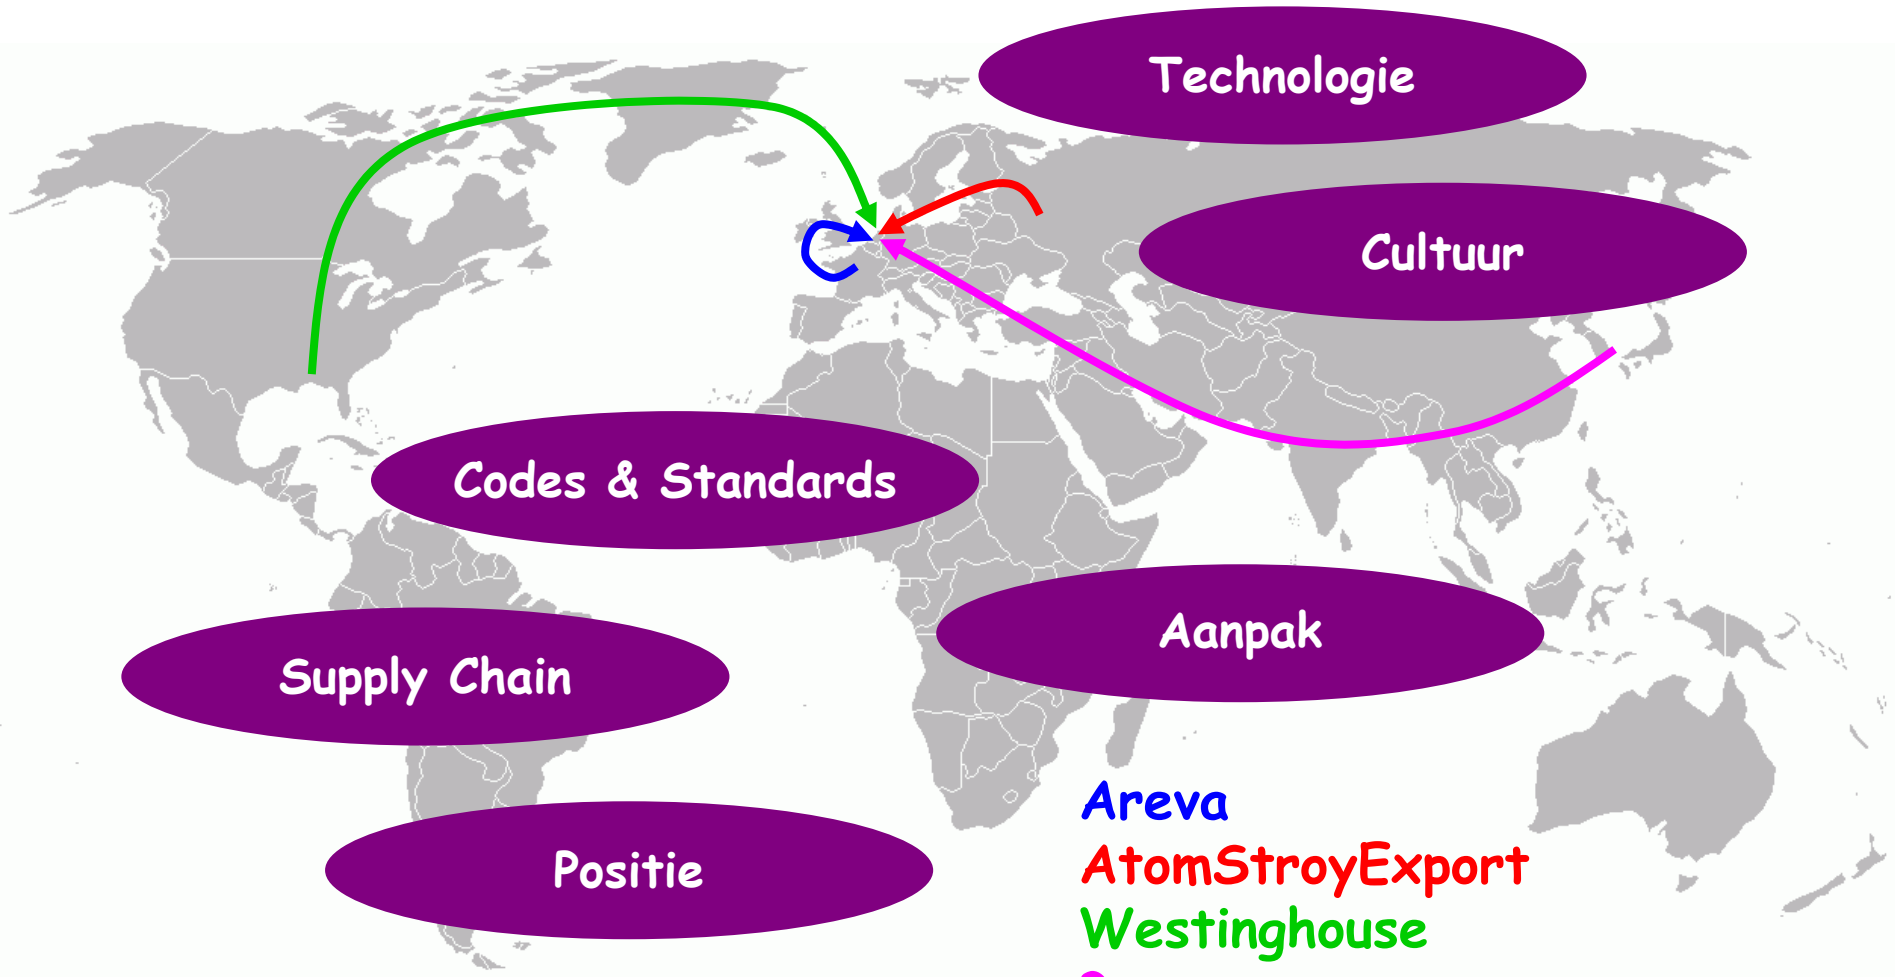 Technologie
Cultuur
Codes & Standards
Aanpak
Supply Chain
Positie
Areva
AtomStroyExport
Westinghouse